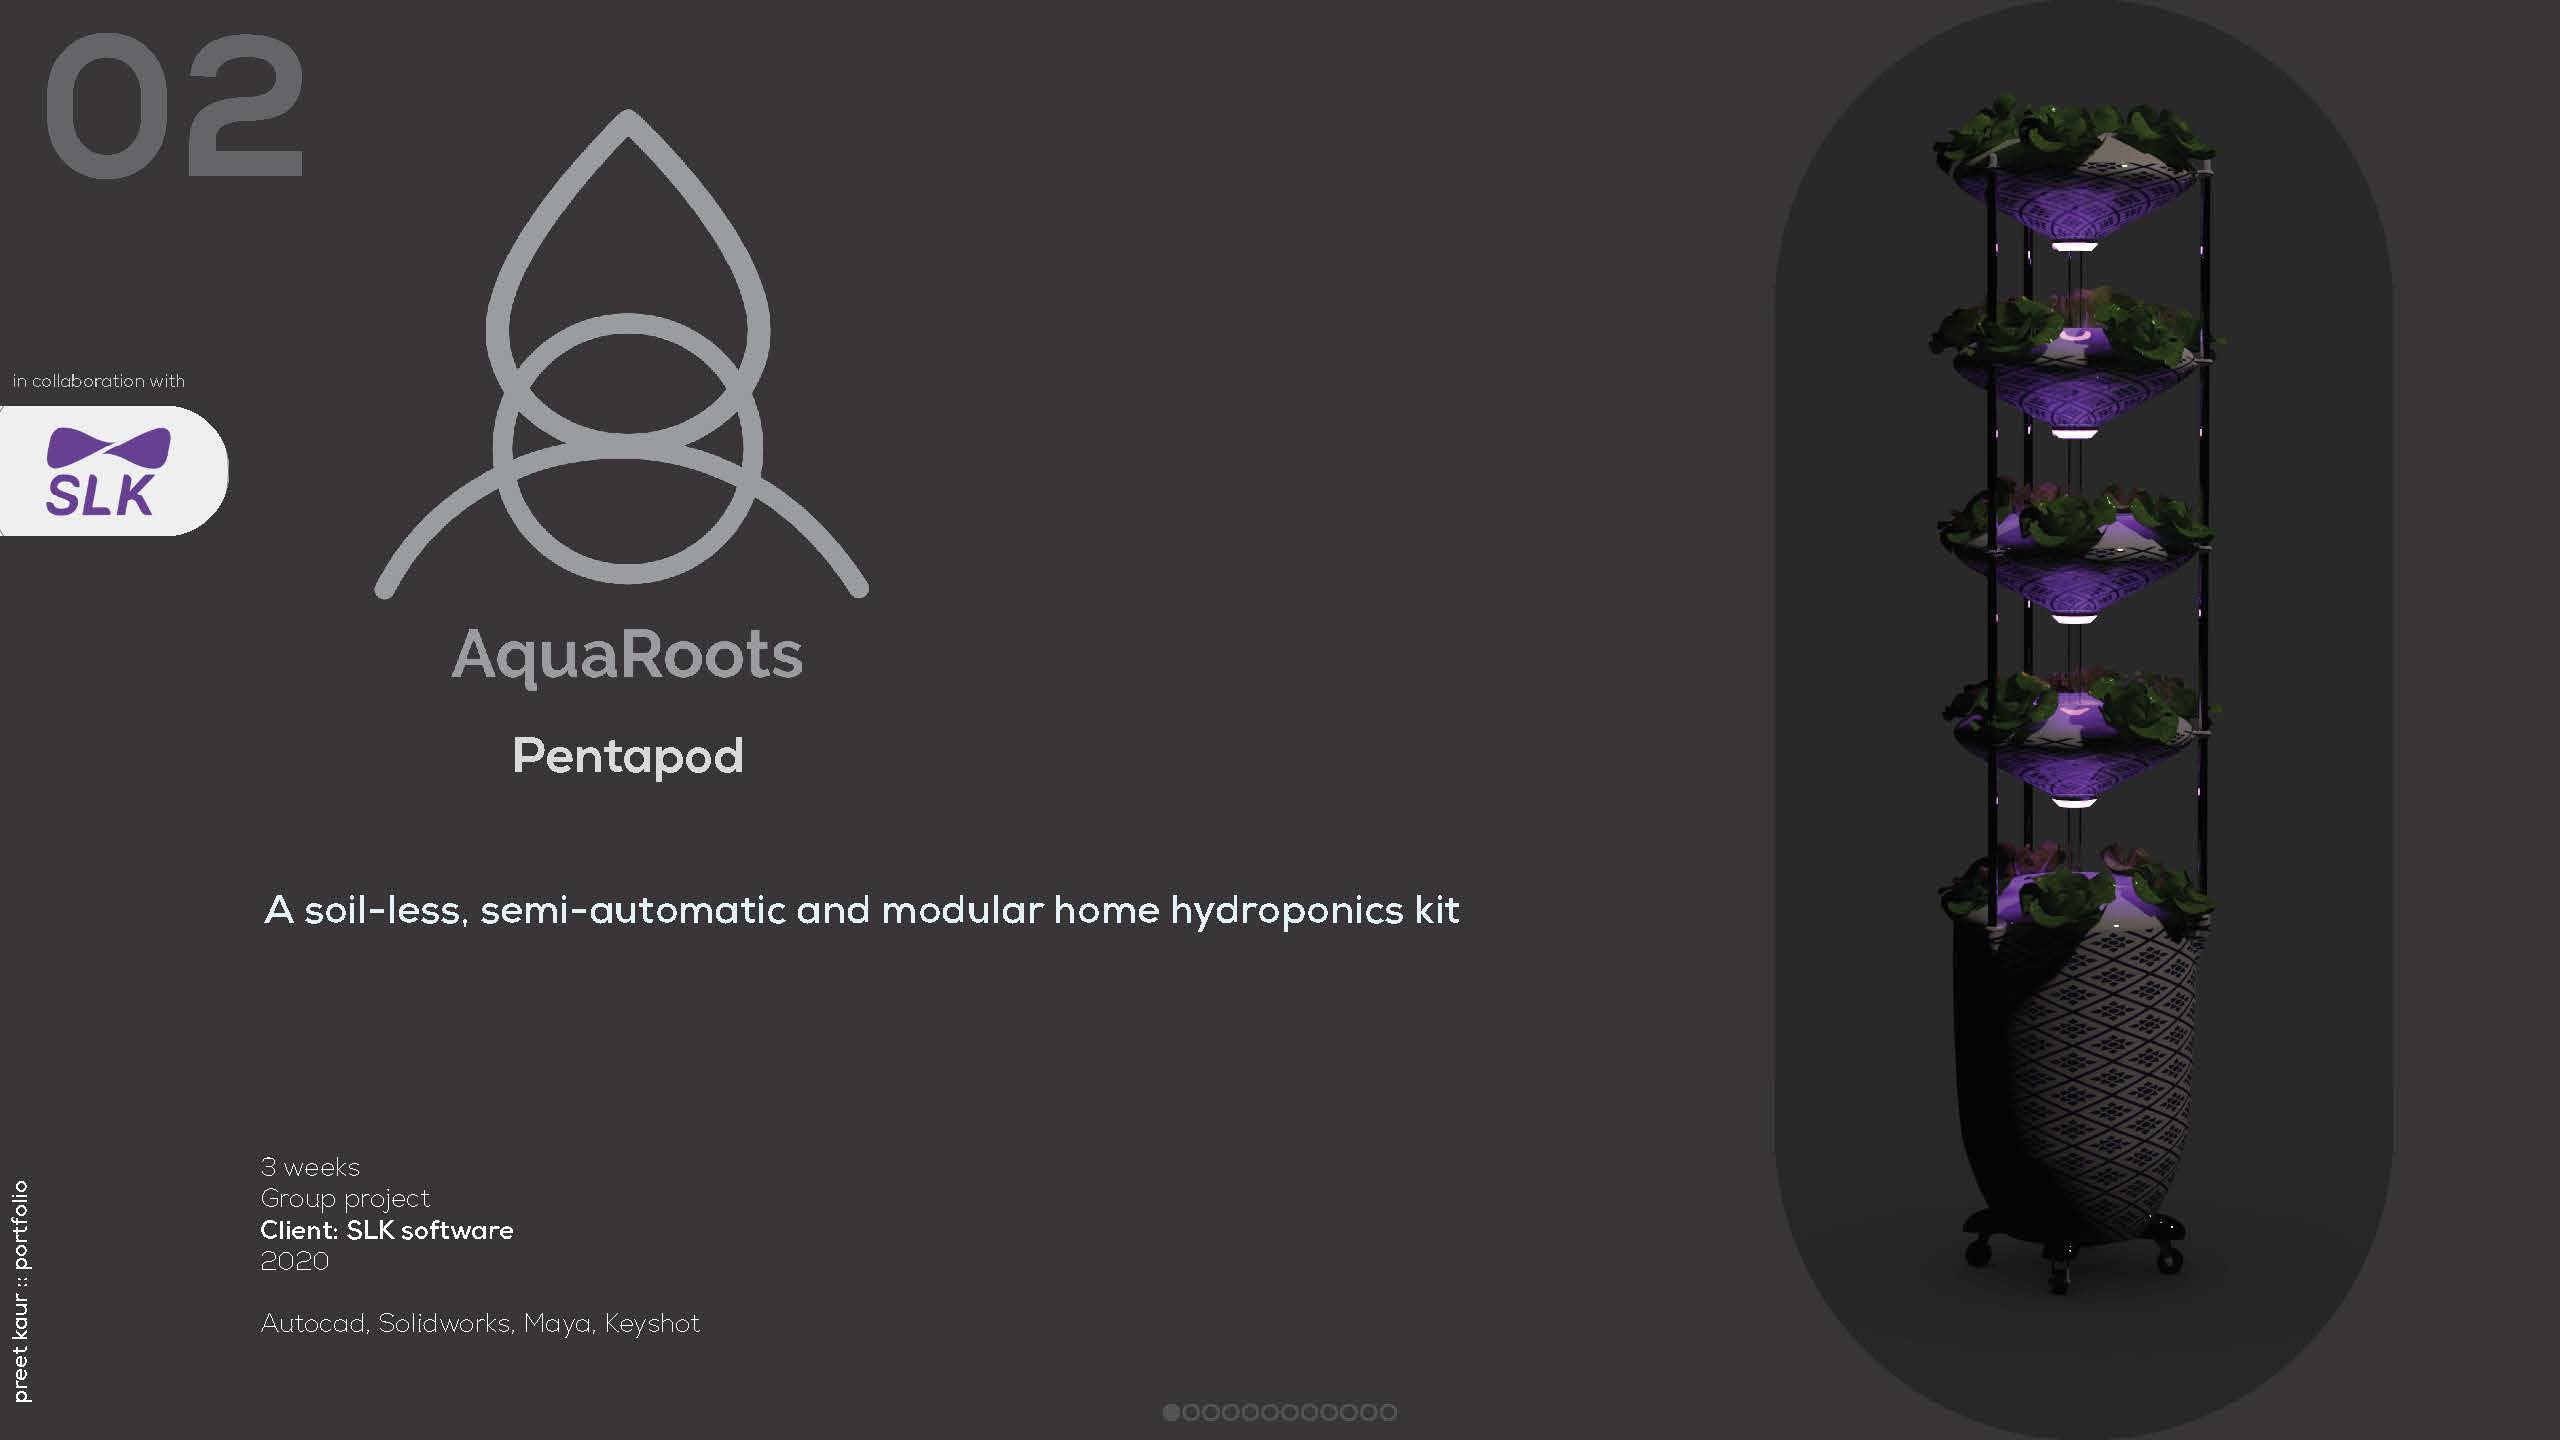 02
in collaboration with
SLK
AquaRoots
Pentapod
A soil-less, semi-automatic and modular home hydroponics kit
3 weeks
Group project
Client: SLK software
2020
Autocad, Solidworks, Maya, Keyshot
preet kaur :: portfolio